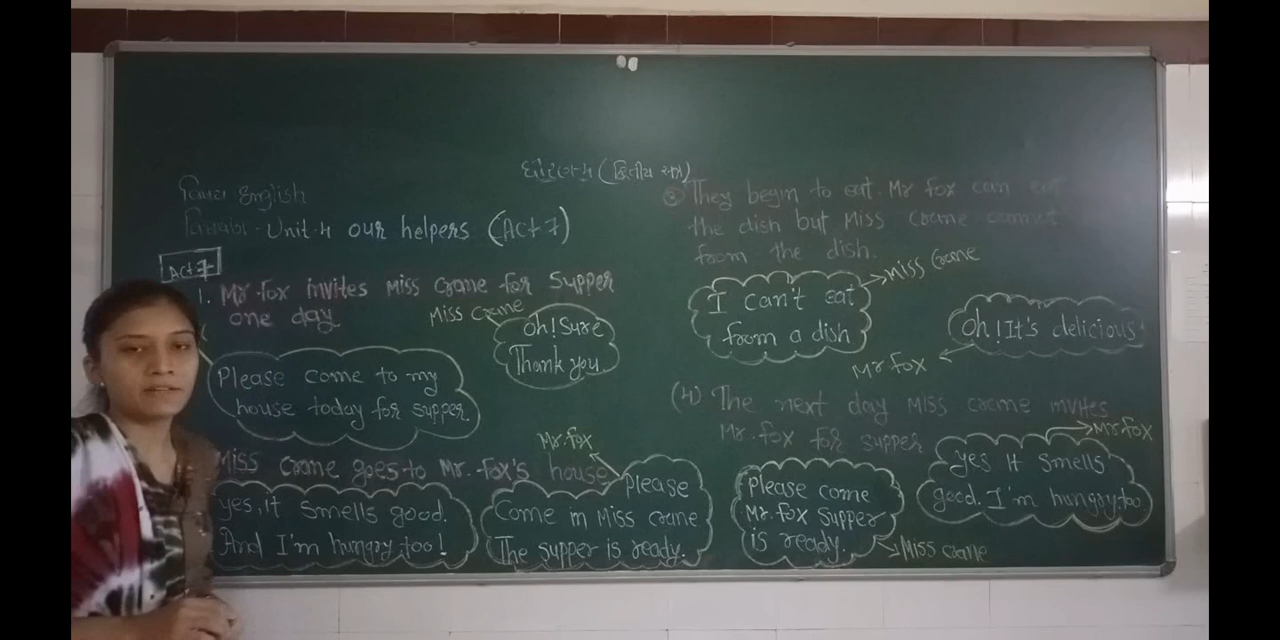 ધોરણ-૫ (દ્વિતીય સત્ર)
વિષય English
Unit-4 our helpers (Act 7)
Act 7
1. Mr fox invites Miss Crane for Supper
one day
Miss Crane
oh! Sure
Thank you
Please come to my
house today for supper.
Miss crane goes to Mr. Fox's house
Yes, it smells good.
And I'm hungry too!
Mr. fox
Please
Come in Miss crane
The supper is ready.
They begin to eat. Mr fox can eat
the dish but Miss Crane cannot
from the dish.
Miss Crane
I can't eat
from a dish
oh! It's delicious
Mr fox
(4) The next day Miss crane invites
Mr. fox for supper
Mr fox
yes It smells
good. I'm hungry too
please come
Mr. fox supper
is ready.
Miss crane